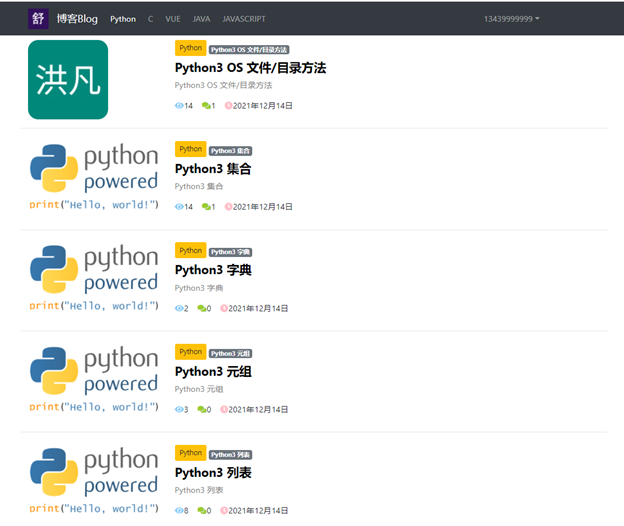 舒 博客Blog Python C VUE JAVA JAVASCRIPT 13439999999
洪凡
Python Python3 OS 文件/目录方法
Python3 OS 文件/目录方法
Python3 OS 文件/目录方法
14 1 2021年12月14日
python
powered
print("Hello, world!")
Python Python3 集合
Python3 集合
Python3 集合
14 1 2021年12月14日
python
powered
print("Hello, world!")
Python Python3 字典
Python3 字典
Python3 字典
2 0 2021年12月14日
python
powered
print("Hello, world!")
Python Python3 元组
Python3 元组
Python3 元组
3 0 2021年12月14日
python
powered
print("Hello, world!")
Python Python3 列表
Python3 列表
Python3 列表
8 0 2021年12月14日